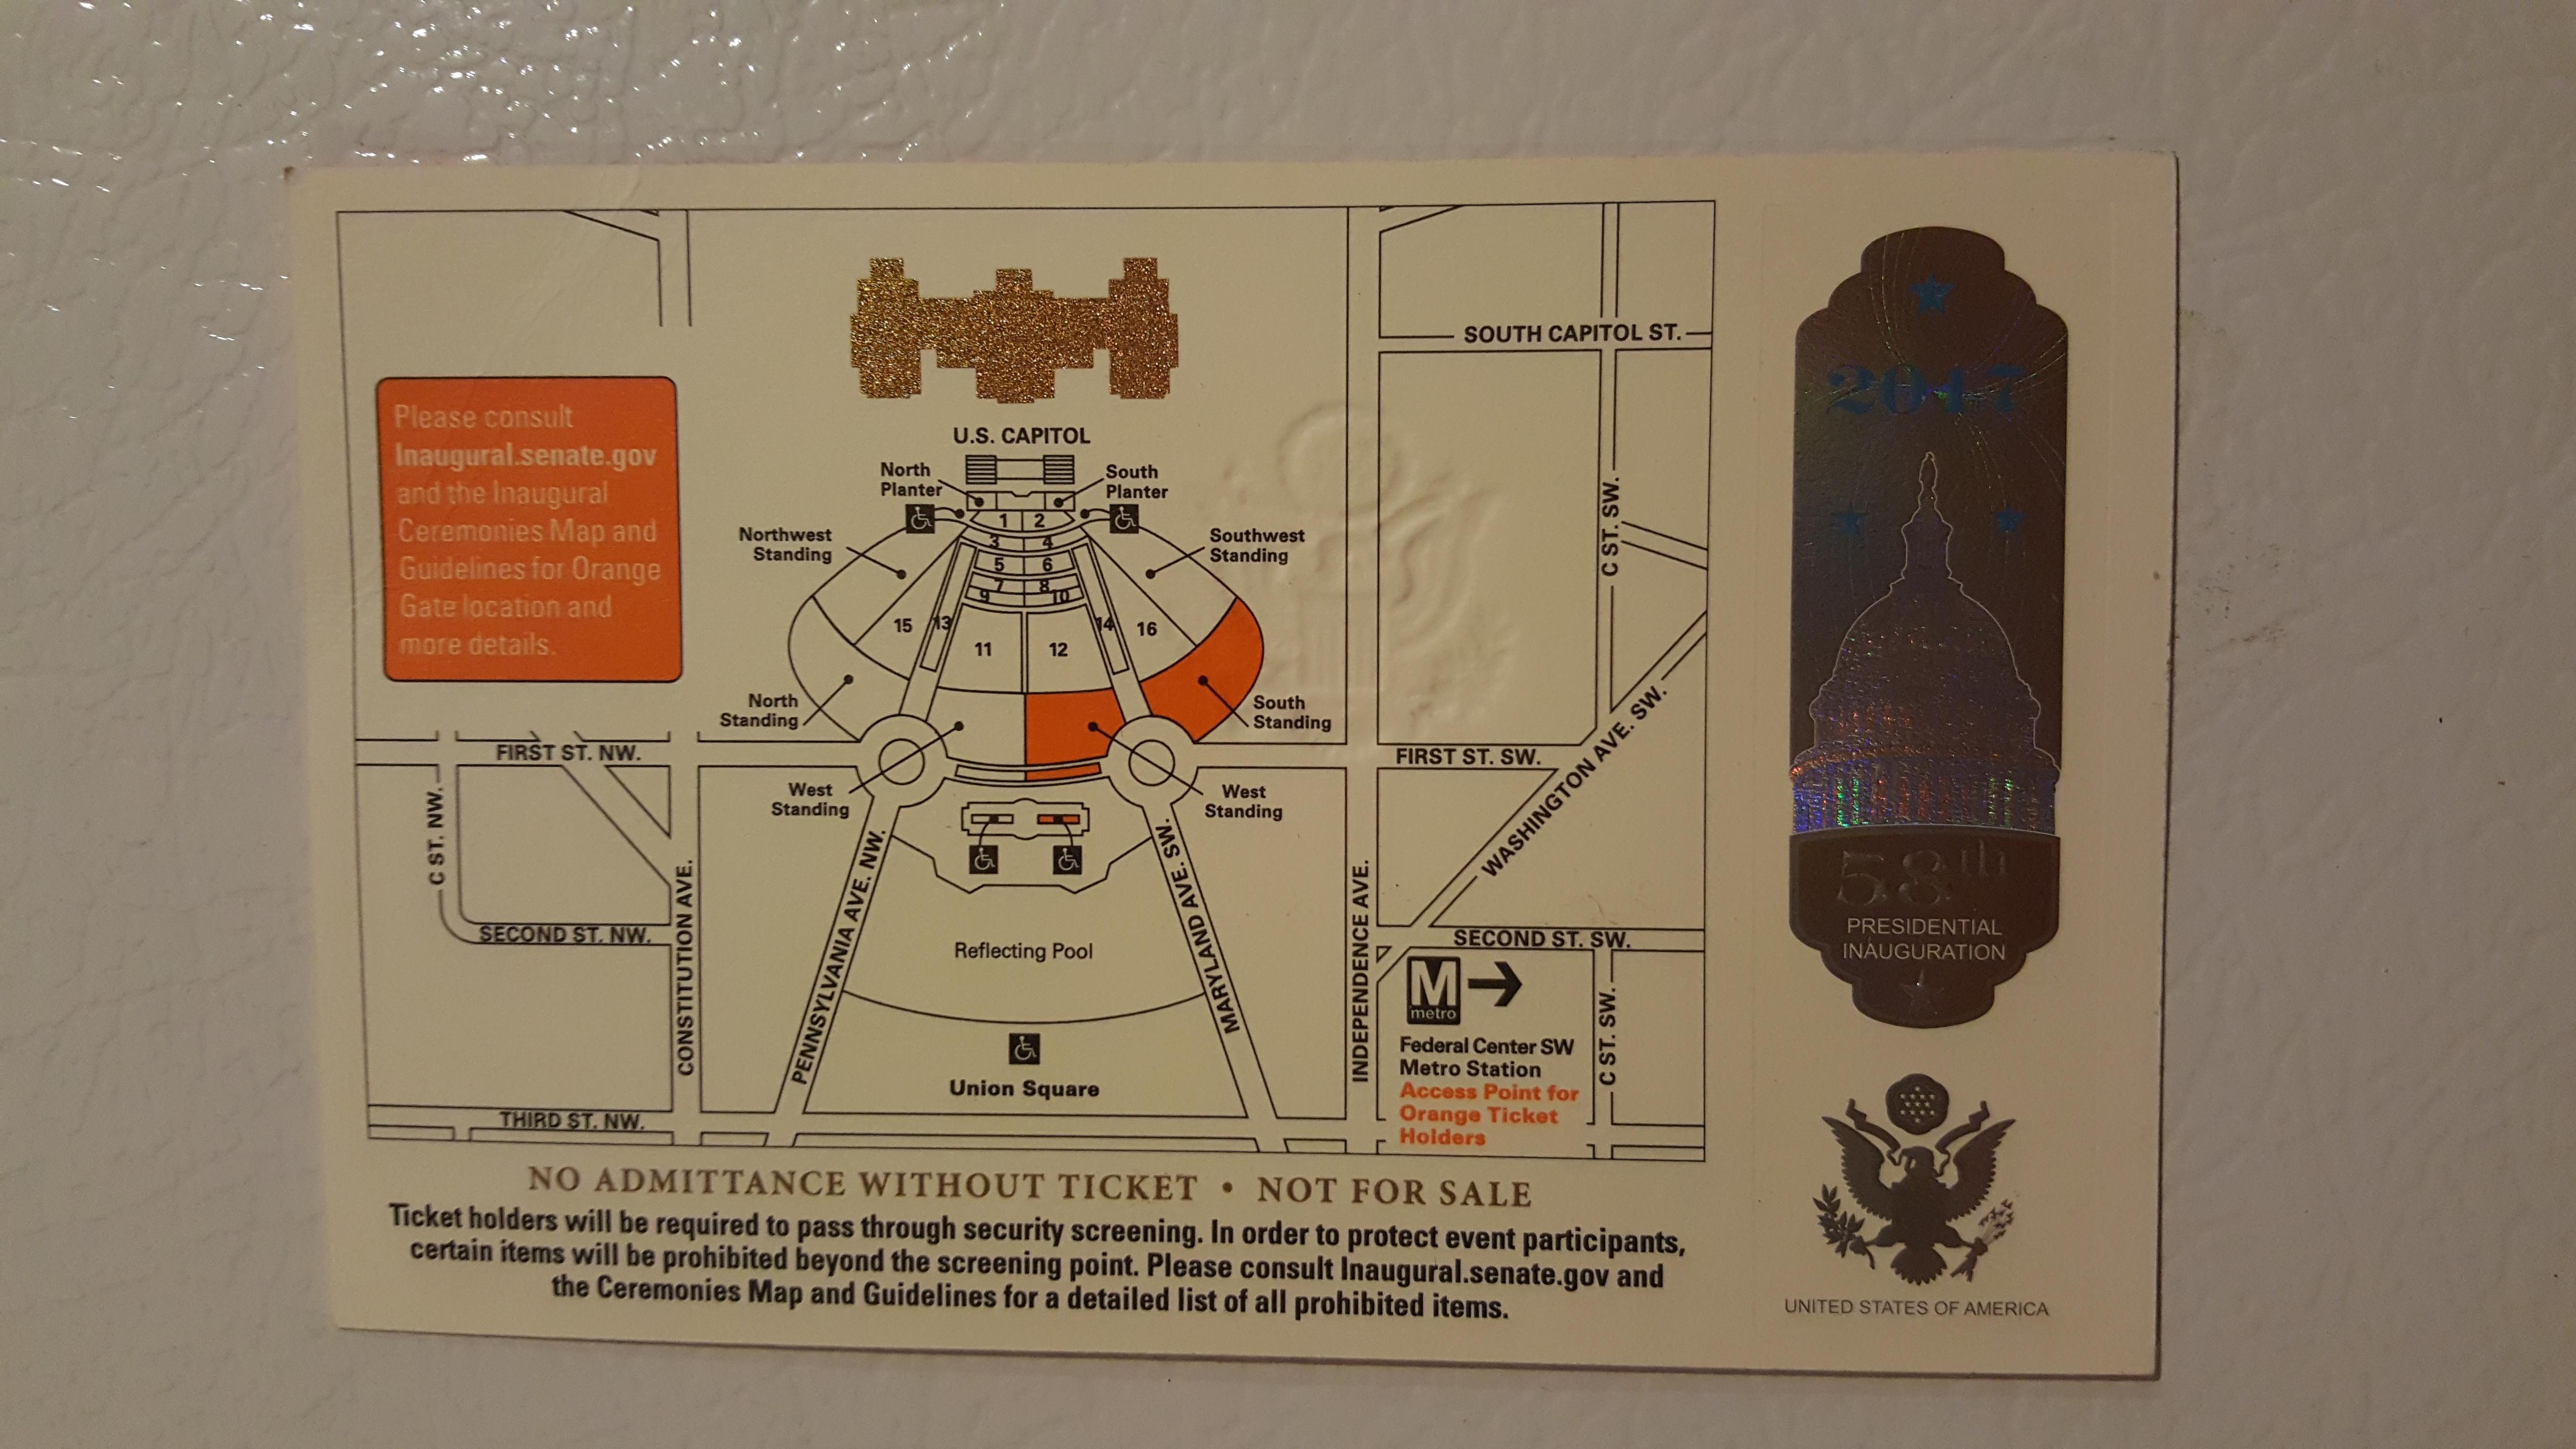 Please consult
Inaugural.senate.gov
and the Inaugural
Ceremonies Map and
Guidelines for Orange
Gate location and
more details.
U.S. CAPITOL
North
Planter
South
Planter
Northwest
Standing
Southwest
Standing
1
2
3
4
5
6
7
8
9
10
15
13
11
12
14
16
North
Standing
South
Standing
West
Standing
West
Standing
Reflecting Pool
Union Square
SOUTH CAPITOL ST.
C ST. SW.
FIRST ST. NW.
FIRST ST. SW.
WASHINGTON AVE. SW.
C ST. NW.
SECOND ST. NW.
CONSTITUTION AVE.
PENNSYLVANIA AVE. NW.
MARYLAND AVE. SW.
INDEPENDENCE AVE.
SECOND ST. SW.
C ST. SW.
THIRD ST. NW.
M
metro
Federal Center SW
Metro Station
Access Point for
Orange Ticket
Holders
NO ADMITTANCE WITHOUT TICKET • NOT FOR SALE
Ticket holders will be required to pass through security screening. In order to protect event participants,
certain items will be prohibited beyond the screening point. Please consult Inaugural.senate.gov and
the Ceremonies Map and Guidelines for a detailed list of all prohibited items.
2017
58th
PRESIDENTIAL
INAUGURATION
UNITED STATES OF AMERICA